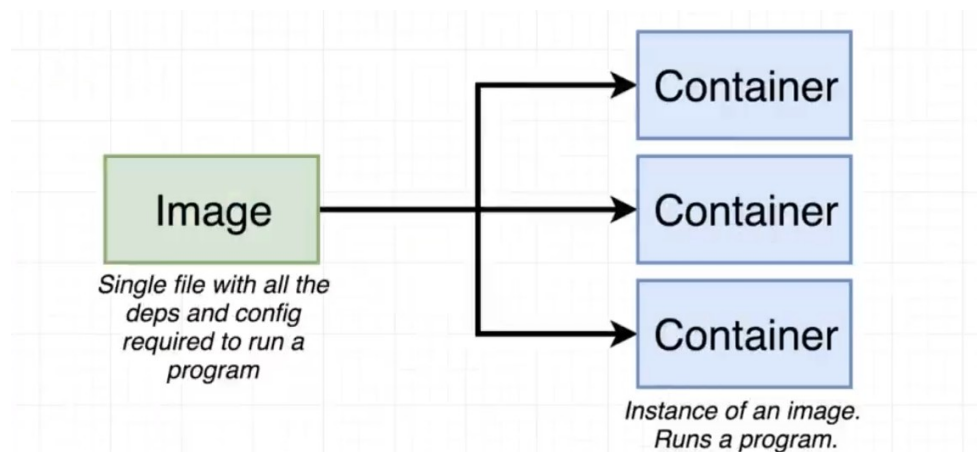 Container
Image
Container
Single file with all the
deps and config
required to run a
program
Container
Instance of an image.
Runs a program.